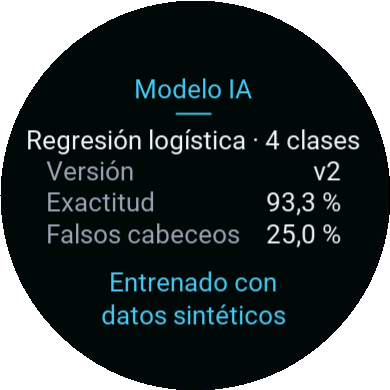 Modelo IA
Regresión logística · 4 clases
Versión v2
Exactitud 93,3 %
Falsos cabeceos 25,0 %
Entrenado con
datos sintéticos